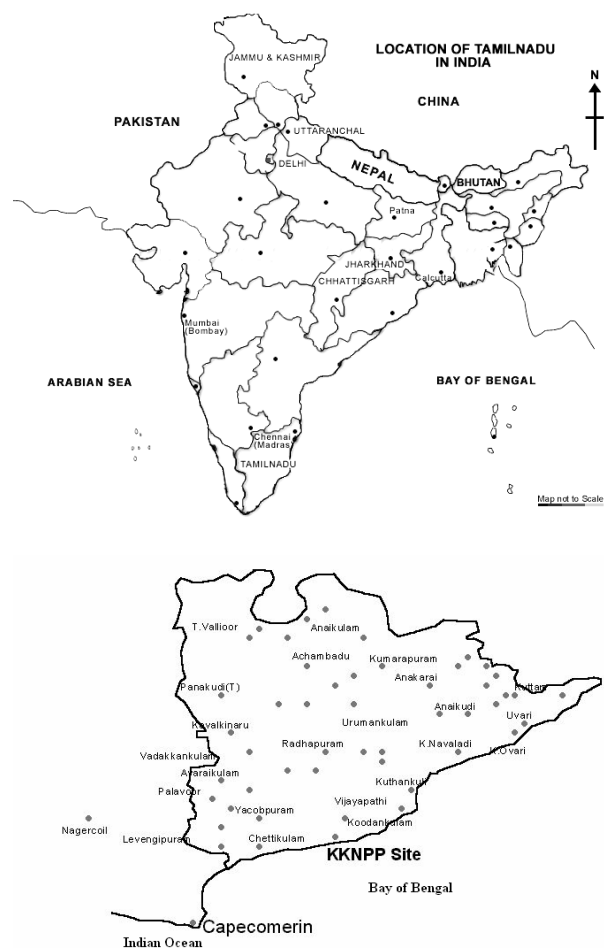 LOCATION OF TAMILNADU
IN INDIA
JAMMU & KASHMIR
CHINA
N
PAKISTAN
UTTARANCHAL
DELHI
NEPAL
BHUTAN
Patna
JHARKHAND
CHHATTISGARH
Calcutta
Mumbai
(Bombay)
ARABIAN SEA
BAY OF BENGAL
Chennai
(Madras)
TAMILNADU
Map not to Scale
T.Vallioor
Anaikulam
Achambadu
Kumarapuram
Panakudi(T)
Anakarai
Kuttam
Anaikudi
Urumankulam
Uvari
Kavalkinaru
Vadakkankulam
Radhapuram
K.Navaladi
K.Ovari
Avaraikulam
Palavoor
Kuthankuli
Yacobpuram
Vijayapathi
Nagercoil
Koodankulam
Levengipuram
Chettikulam
KKNPP Site
Bay of Bengal
Capecomerin
Indian Ocean